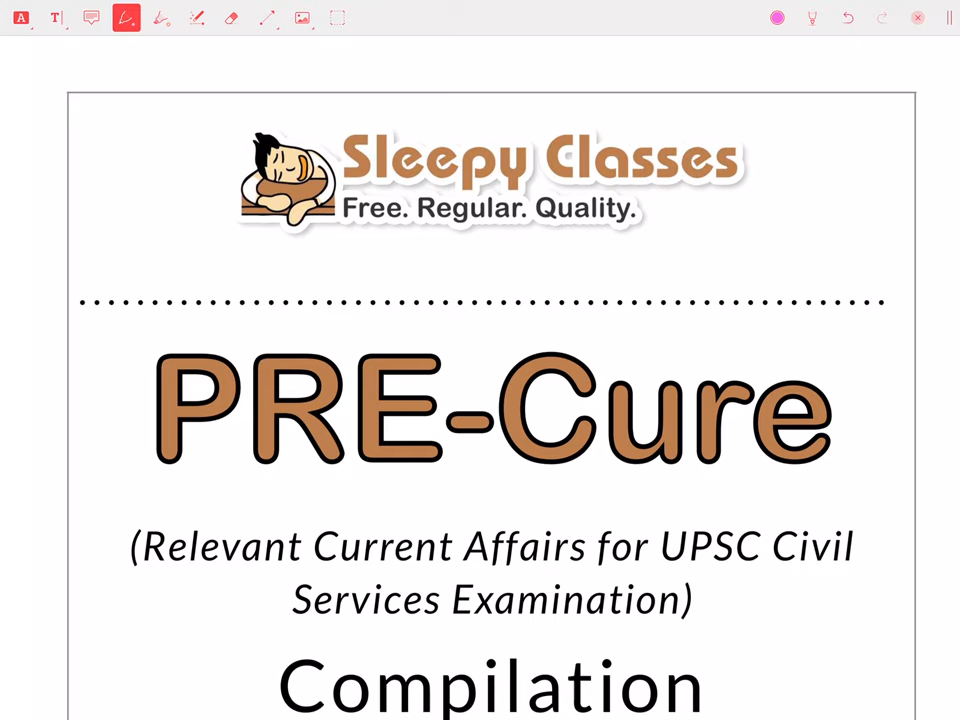 Sleepy Classes
Free. Regular. Quality.
PRE-Cure
(Relevant Current Affairs for UPSC Civil
Services Examination)
Compilation